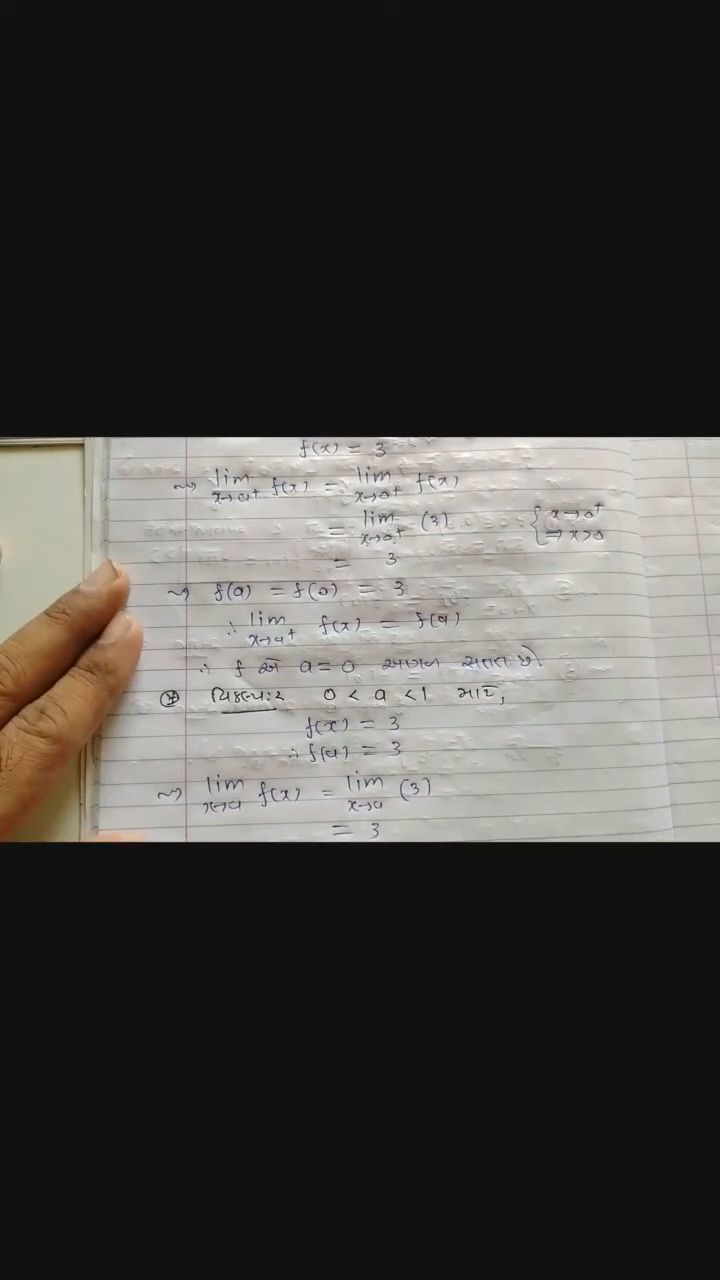 f(x) = 3
⇝ lim x→a⁺ f(x) = lim x→0⁺ f(x)
= lim x→0⁺ (3) { x→0⁺
= 3 ⇒ x>0
⇝ f(a) = f(0) = 3
∴ lim x→a⁺ f(x) = f(a)
∴ f એ a=0 આગળ સતત છે.
⊛ વિકલ્પ:૨ 0 < a < 1 માટે,
f(x) = 3
∴ f(a) = 3
⇝ lim x→a f(x) = lim x→a (3)
= 3